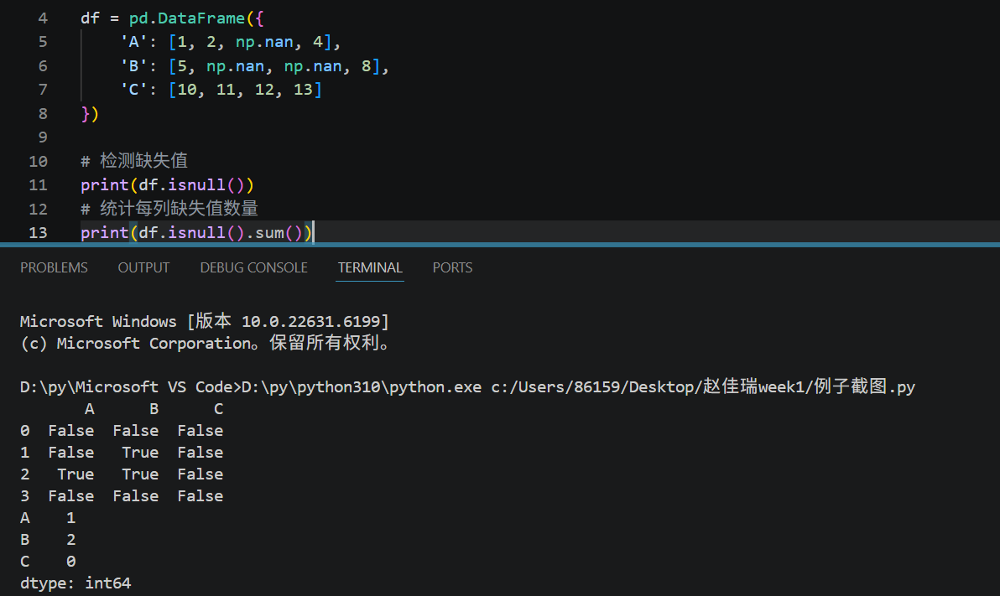 4 df = pd.DataFrame({
5 'A': [1, 2, np.nan, 4],
6 'B': [5, np.nan, np.nan, 8],
7 'C': [10, 11, 12, 13]
8 })
9
10 # 检测缺失值
11 print(df.isnull())
12 # 统计每列缺失值数量
13 print(df.isnull().sum())
PROBLEMS OUTPUT DEBUG CONSOLE TERMINAL PORTS
Microsoft Windows [版本 10.0.22631.6199]
(c) Microsoft Corporation。保留所有权利。
D:\py\Microsoft VS Code>D:\py\python310\python.exe c:/Users/86159/Desktop/赵佳瑞week1/例子截图.py
A B C
0 False False False
1 False True False
2 True True False
3 False False False
A 1
B 2
C 0
dtype: int64